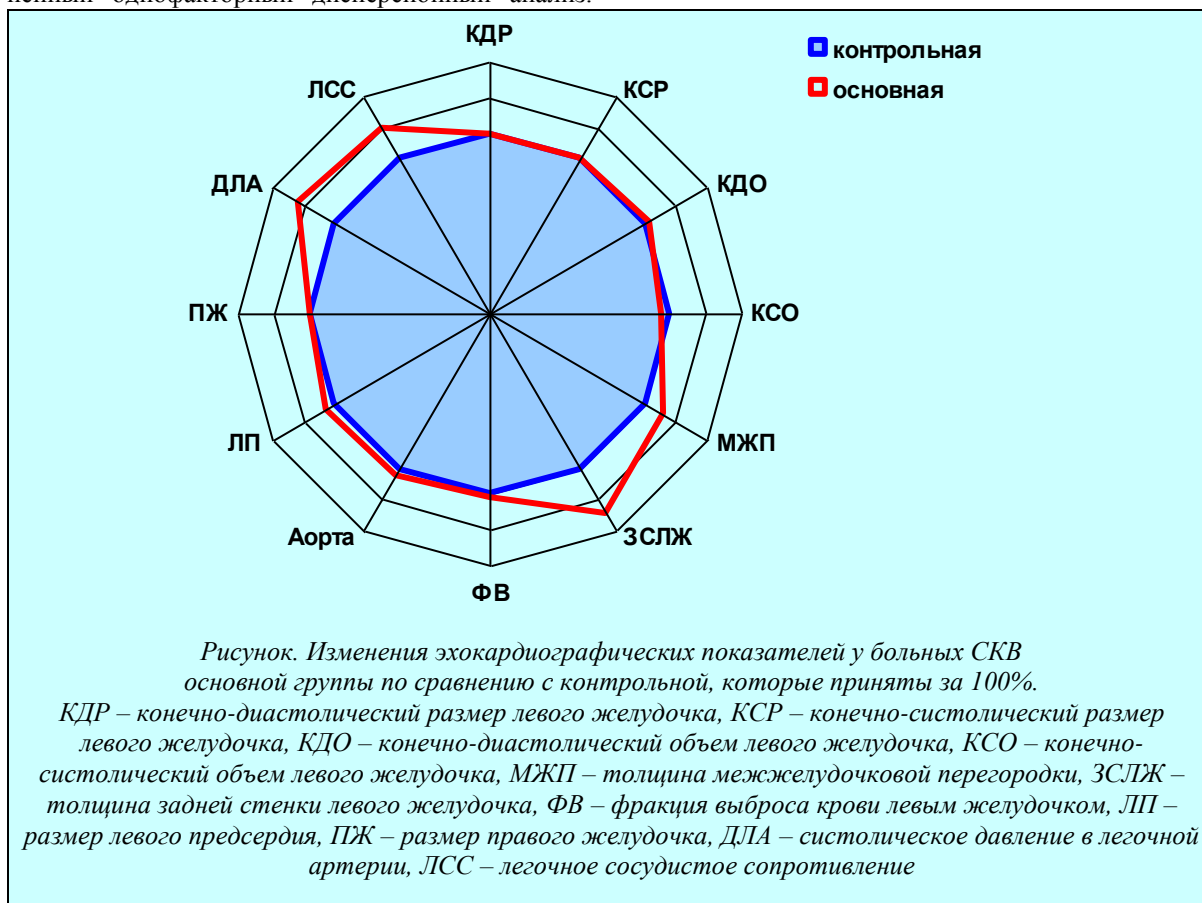 ненный однофакторный дисперсионный анализ.
КДР
контрольная
ЛСС
КСР
основная
ДЛА
КДО
ПЖ
КСО
ЛП
МЖП
Аорта
ЗСЛЖ
ФВ
Рисунок. Изменения эхокардиографических показателей у больных СКВ
основной группы по сравнению с контрольной, которые приняты за 100%.
КДР – конечно-диастолический размер левого желудочка, КСР – конечно-систолический размер
левого желудочка, КДО – конечно-диастолический объем левого желудочка, КСО – конечно-
систолический объем левого желудочка, МЖП – толщина межжелудочковой перегородки, ЗСЛЖ –
толщина задней стенки левого желудочка, ФВ – фракция выброса крови левым желудочком, ЛП –
размер левого предсердия, ПЖ – размер правого желудочка, ДЛА – систолическое давление в легочной
артерии, ЛСС – легочное сосудистое сопротивление